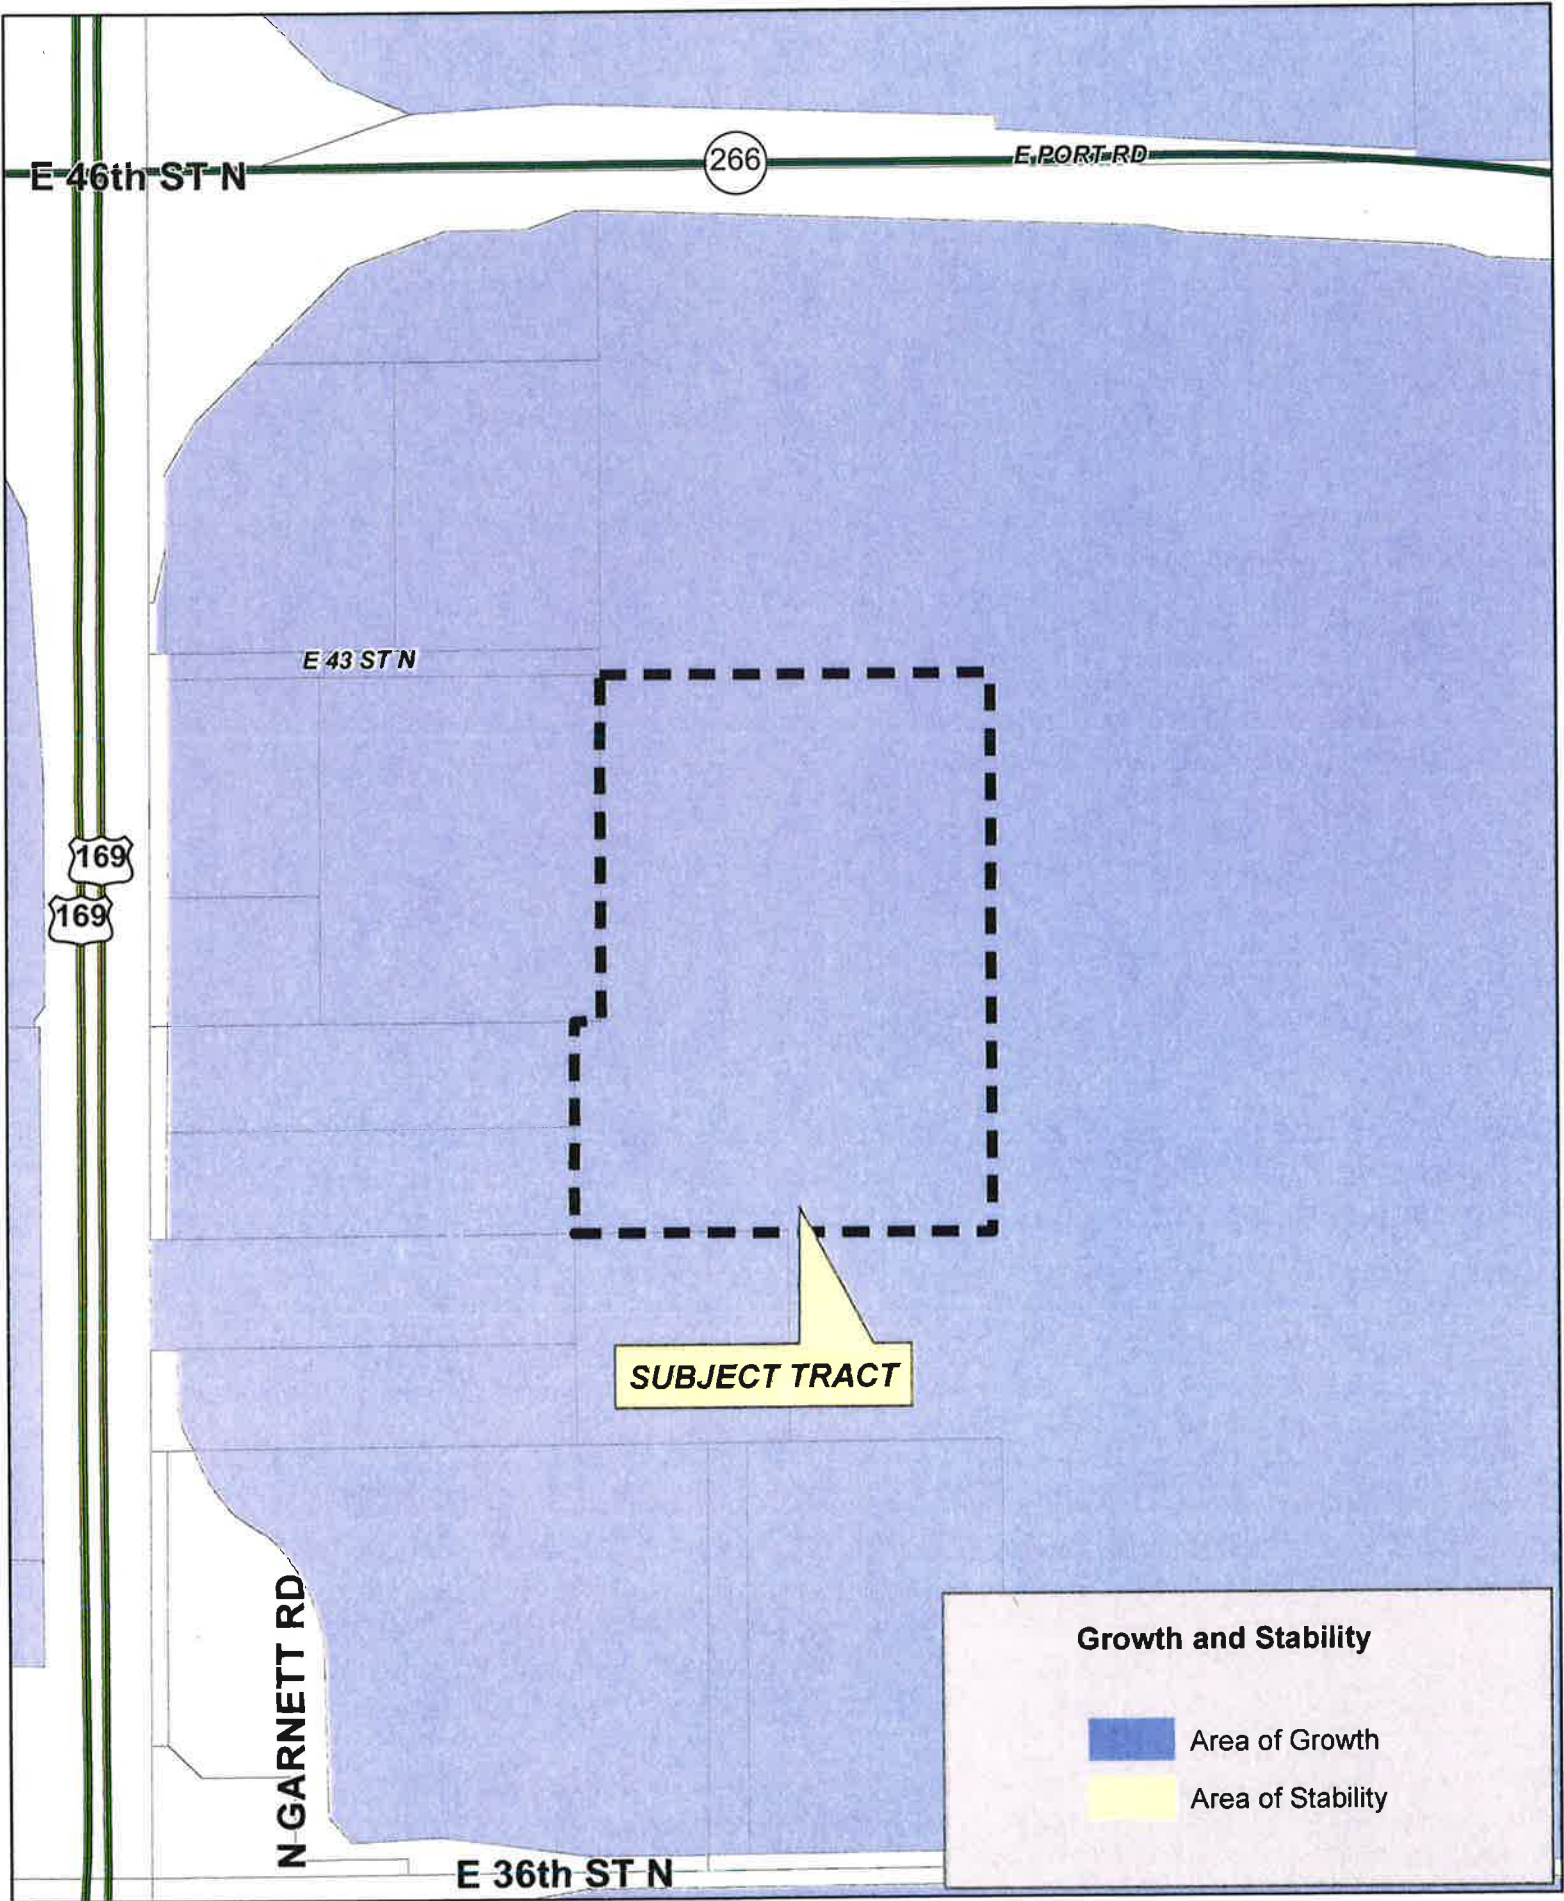 266
E PORT RD
E 46th ST N
E 43 ST N
169
169
SUBJECT TRACT
N GARNETT RD
Growth and Stability
Area of Growth
Area of Stability
E 36th ST N